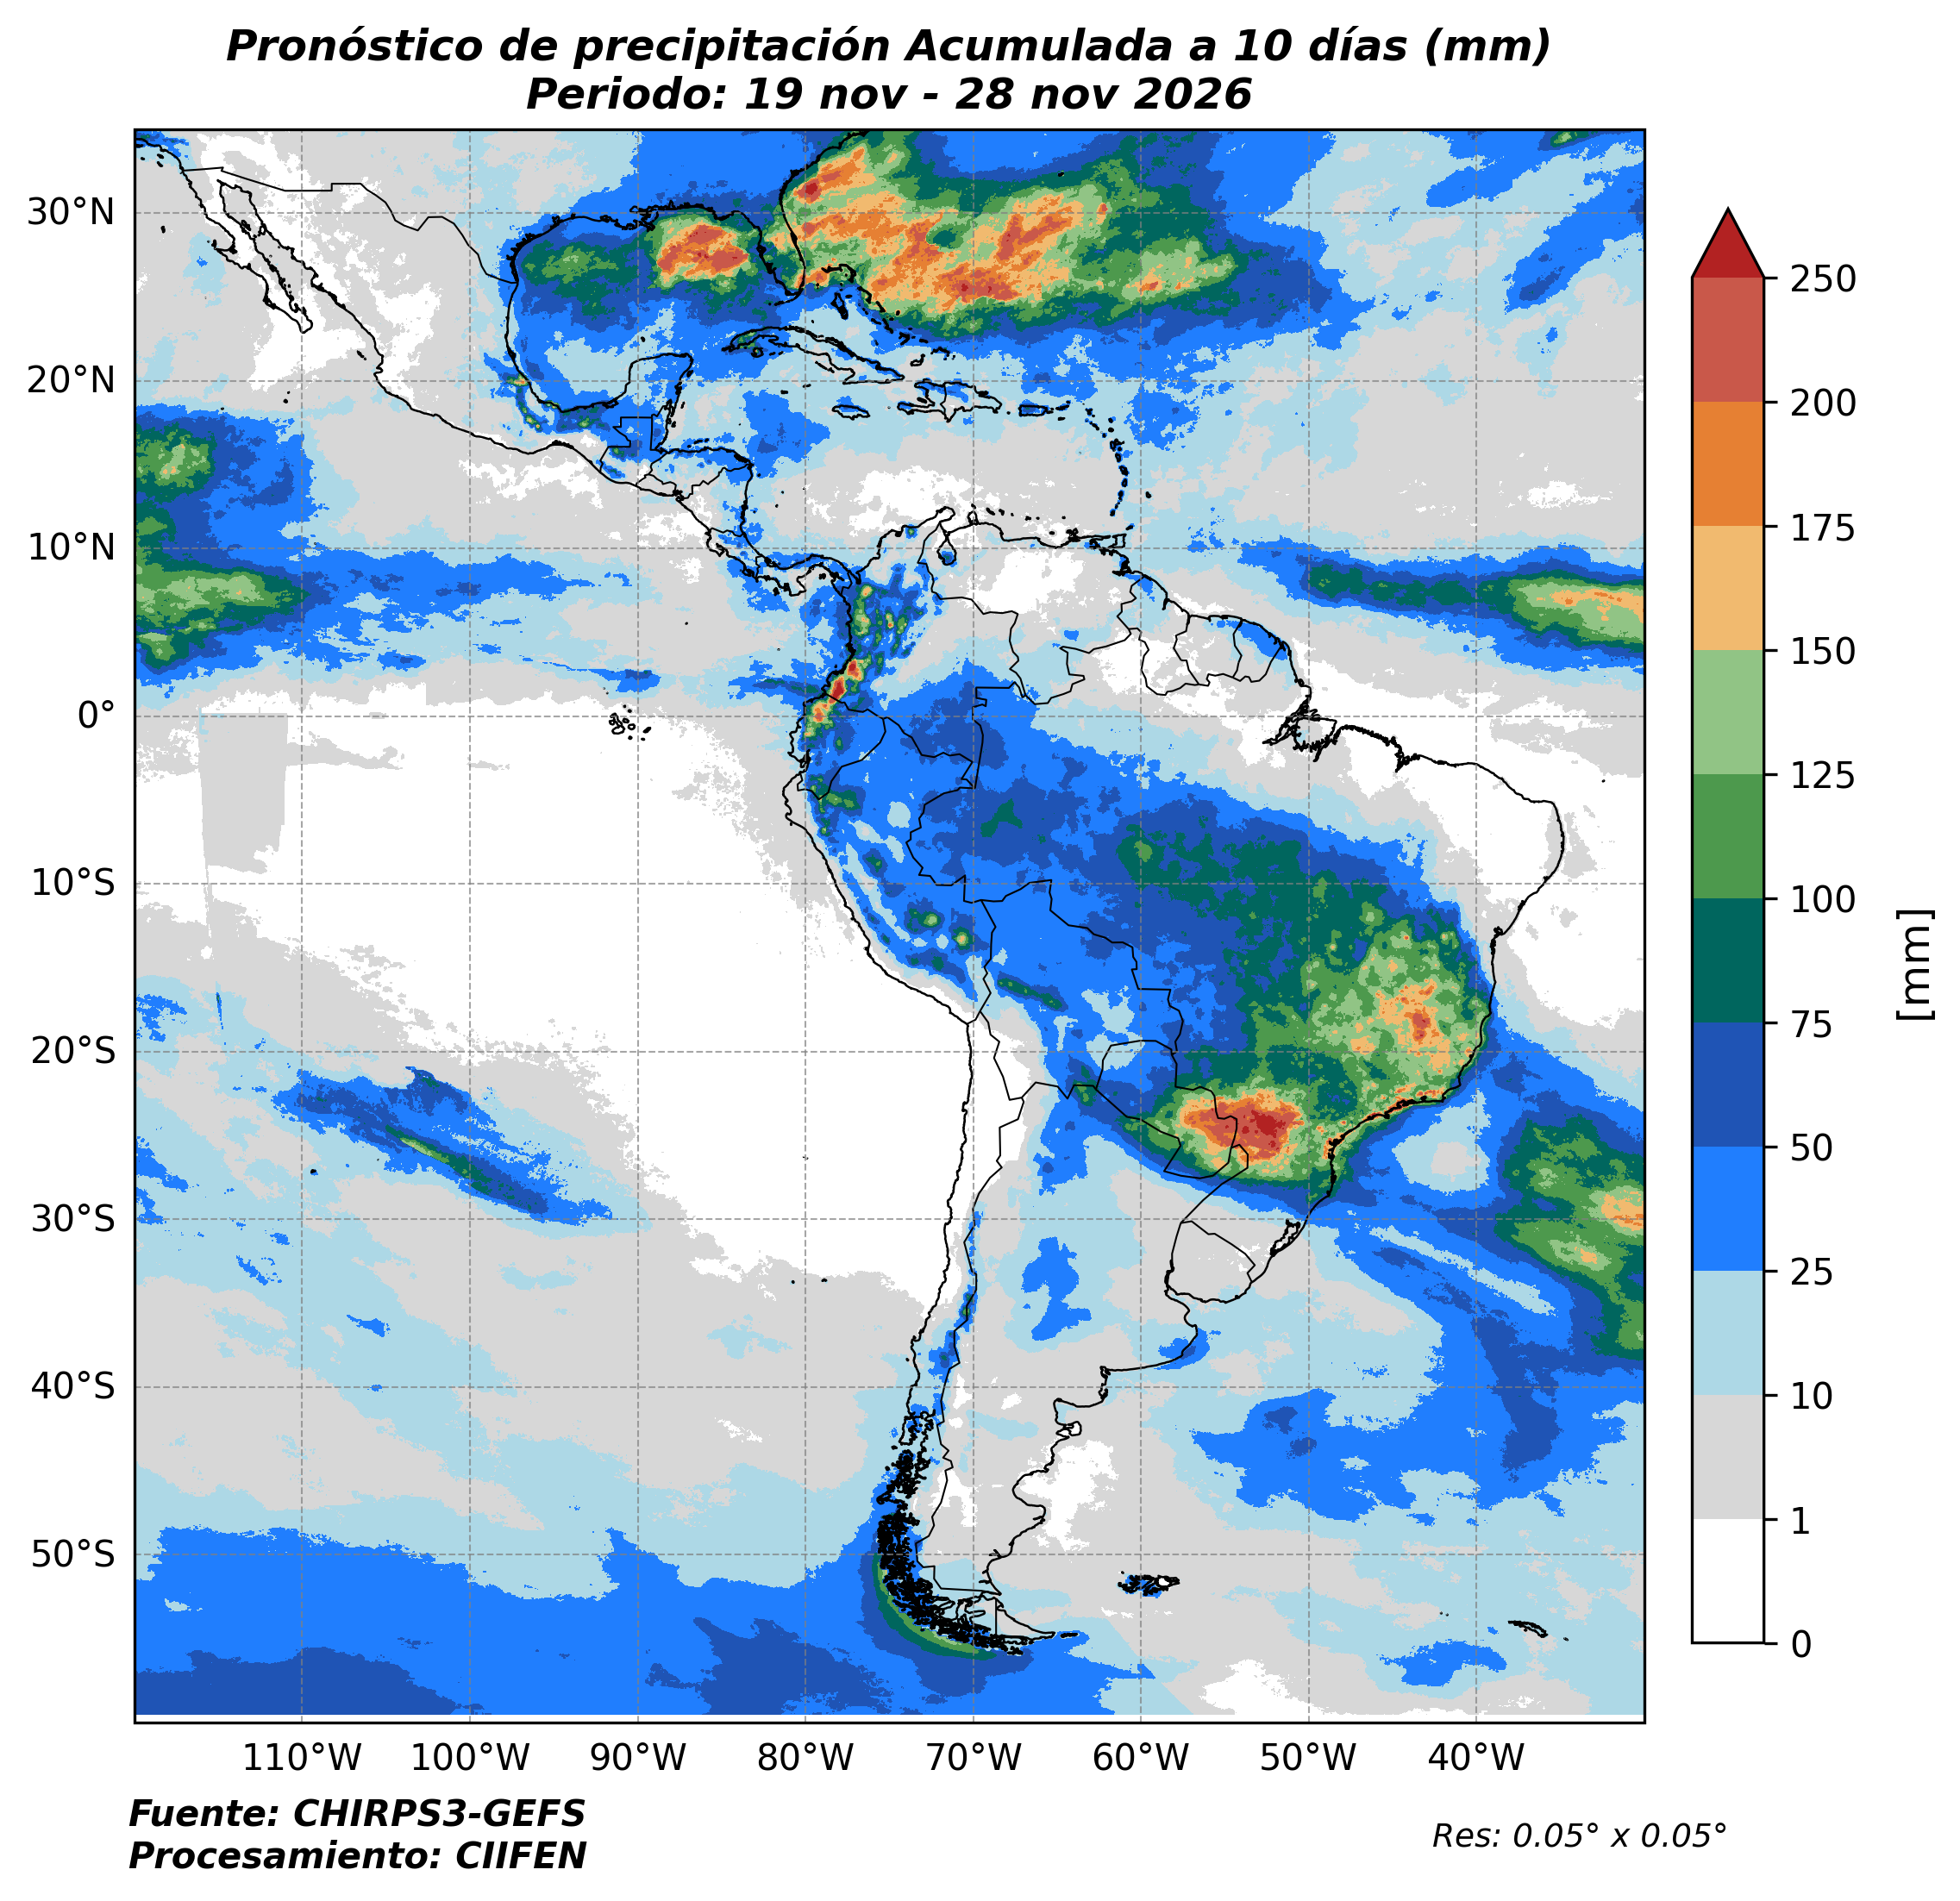 Pronóstico de precipitación Acumulada a 10 días (mm)
Periodo: 19 nov - 28 nov 2026
30°N
20°N
10°N
0°
10°S
20°S
30°S
40°S
50°S
110°W 100°W 90°W 80°W 70°W 60°W 50°W 40°W
250
200
175
150
125
100
75
50
25
10
1
0
[mm]
Fuente: CHIRPS3-GEFS
Procesamiento: CIIFEN
Res: 0.05° x 0.05°